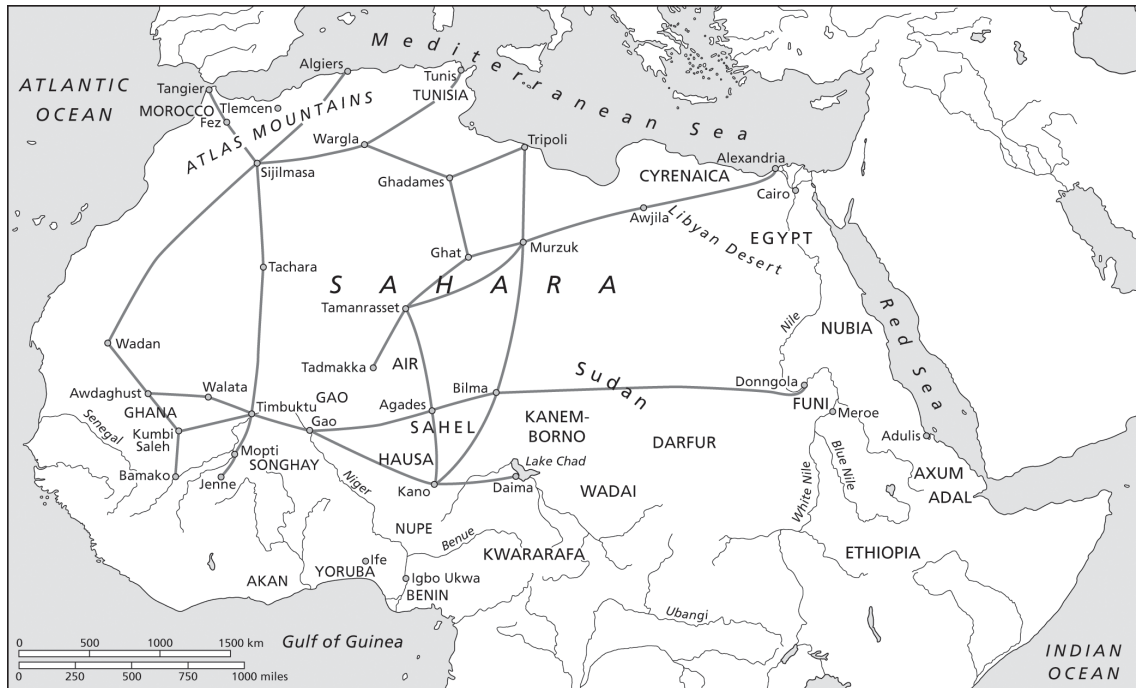 Mediterranean Sea
ATLANTIC
OCEAN
Algiers
Tunis
TUNISIA
Tangier
MOROCCO
Tlemcen
Fez
ATLAS MOUNTAINS
Wargla
Tripoli
Sijilmasa
Ghadames
CYRENAICA
Alexandria
Cairo
Awjila
Libyan Desert
EGYPT
Ghat
Murzuk
Tachara
SAHARA
Tamanrasset
Red Sea
Nile
NUBIA
Wadan
Tadmakka
AIR
Sudan
Awdaghust
Walata
Bilma
Donngola
GHANA
Timbuktu
GAO
Agades
FUNJ
Meroe
Senegal
Kumbi
Saleh
Gao
SAHEL
KANEM-
BORNO
DARFUR
Adulis
Mopti
SONGHAY
HAUSA
Lake Chad
Blue Nile
AXUM
Bamako
Jenne
Niger
Kano
Daima
WADAI
White Nile
ADAL
NUPE
Benue
KWARARAFA
ETHIOPIA
Ife
YORUBA
Igbo Ukwa
AKAN
BENIN
Ubangi
Gulf of Guinea
0 500 1000 1500 km
0 250 500 750 1000 miles
INDIAN
OCEAN